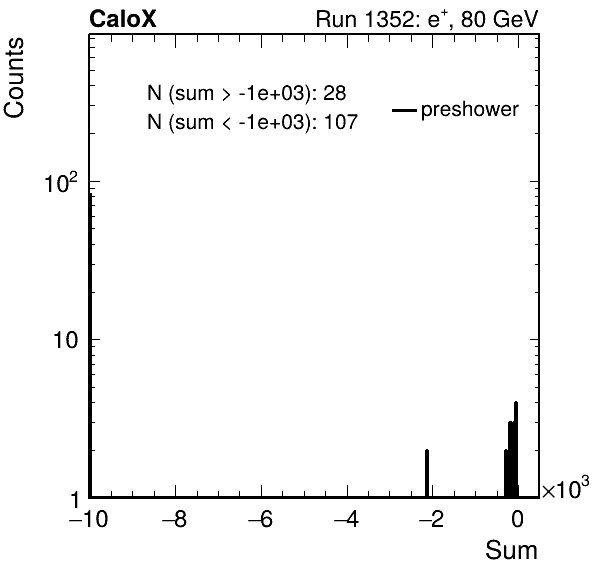 CaloX
Run 1352: e⁺, 80 GeV
Counts
N (sum > -1e+03): 28
N (sum < -1e+03): 107
preshower
10²
10
1
−10 −8 −6 −4 −2 0
×10³
Sum